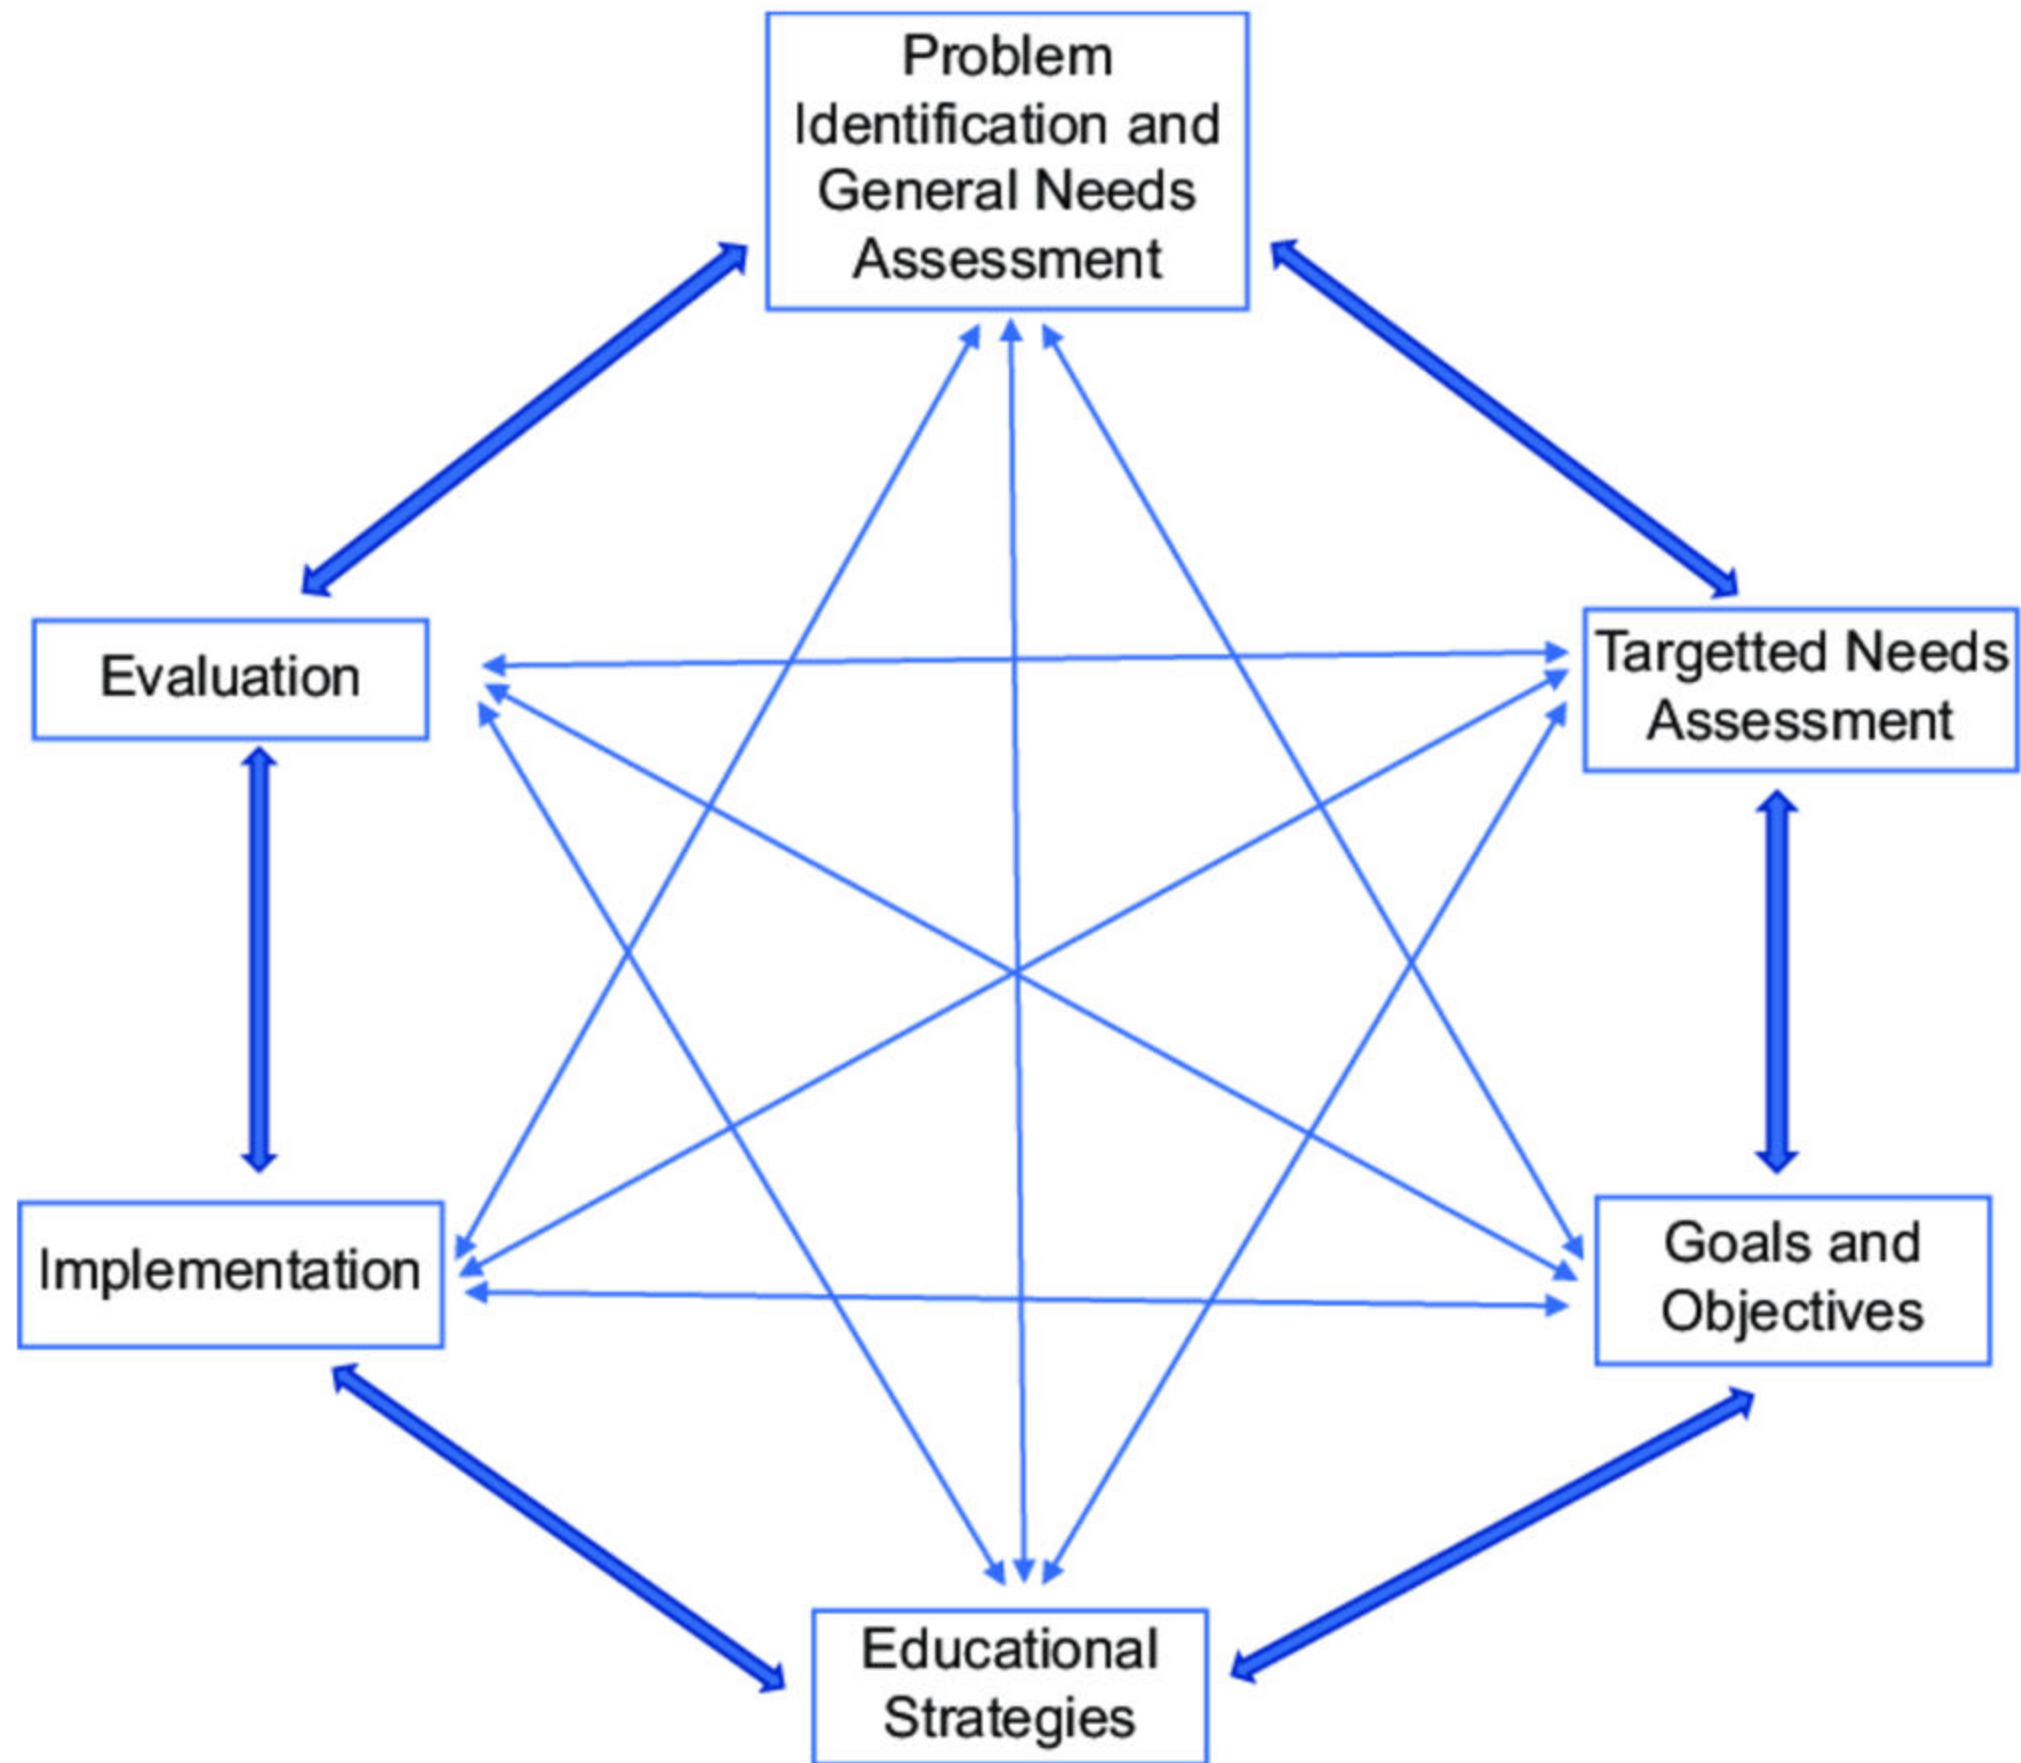 Problem
Identification and
General Needs
Assessment
Evaluation
Targetted Needs
Assessment
Implementation
Goals and
Objectives
Educational
Strategies